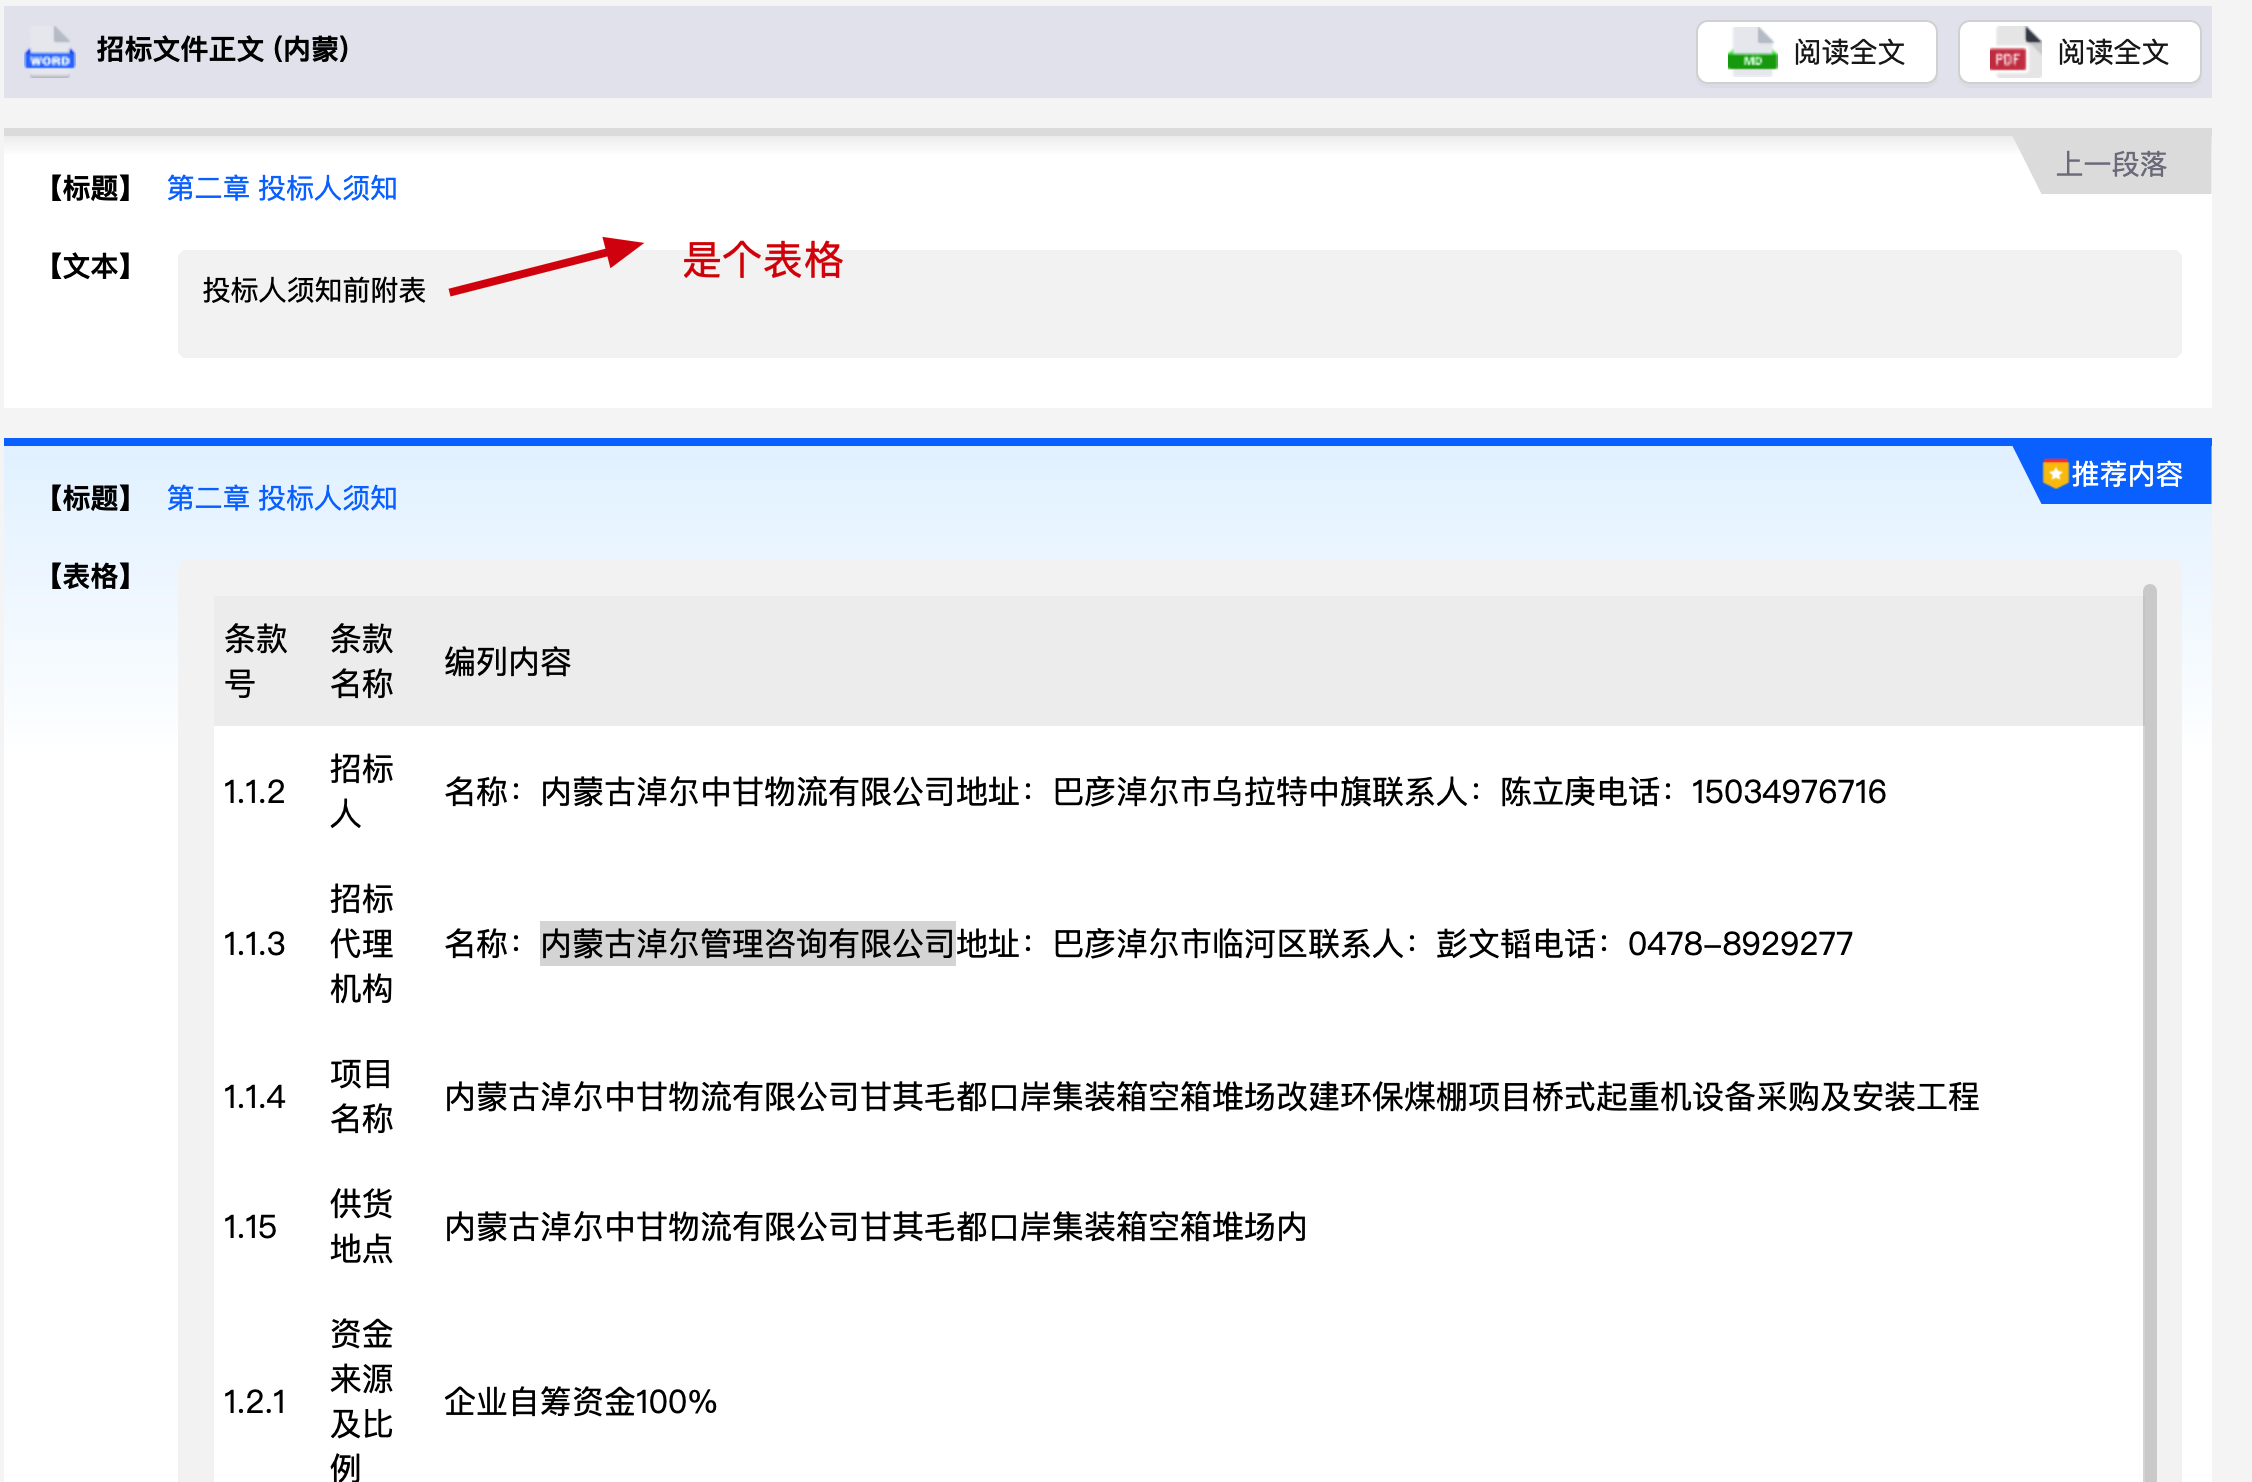 WORD 招标文件正文 (内蒙) MD 阅读全文 PDF 阅读全文
上一段落
【标题】 第二章 投标人须知
【文本】 投标人须知前附表 是个表格
推荐内容
【标题】 第二章 投标人须知
【表格】
条款号 条款名称 编列内容
1.1.2 招标人 名称：内蒙古淖尔中甘物流有限公司地址：巴彦淖尔市乌拉特中旗联系人：陈立庚电话：15034976716
1.1.3 招标代理机构 名称：内蒙古淖尔管理咨询有限公司地址：巴彦淖尔市临河区联系人：彭文韬电话：0478-8929277
1.1.4 项目名称 内蒙古淖尔中甘物流有限公司甘其毛都口岸集装箱空箱堆场改建环保煤棚项目桥式起重机设备采购及安装工程
1.15 供货地点 内蒙古淖尔中甘物流有限公司甘其毛都口岸集装箱空箱堆场内
1.2.1 资金来源及比例 企业自筹资金100%